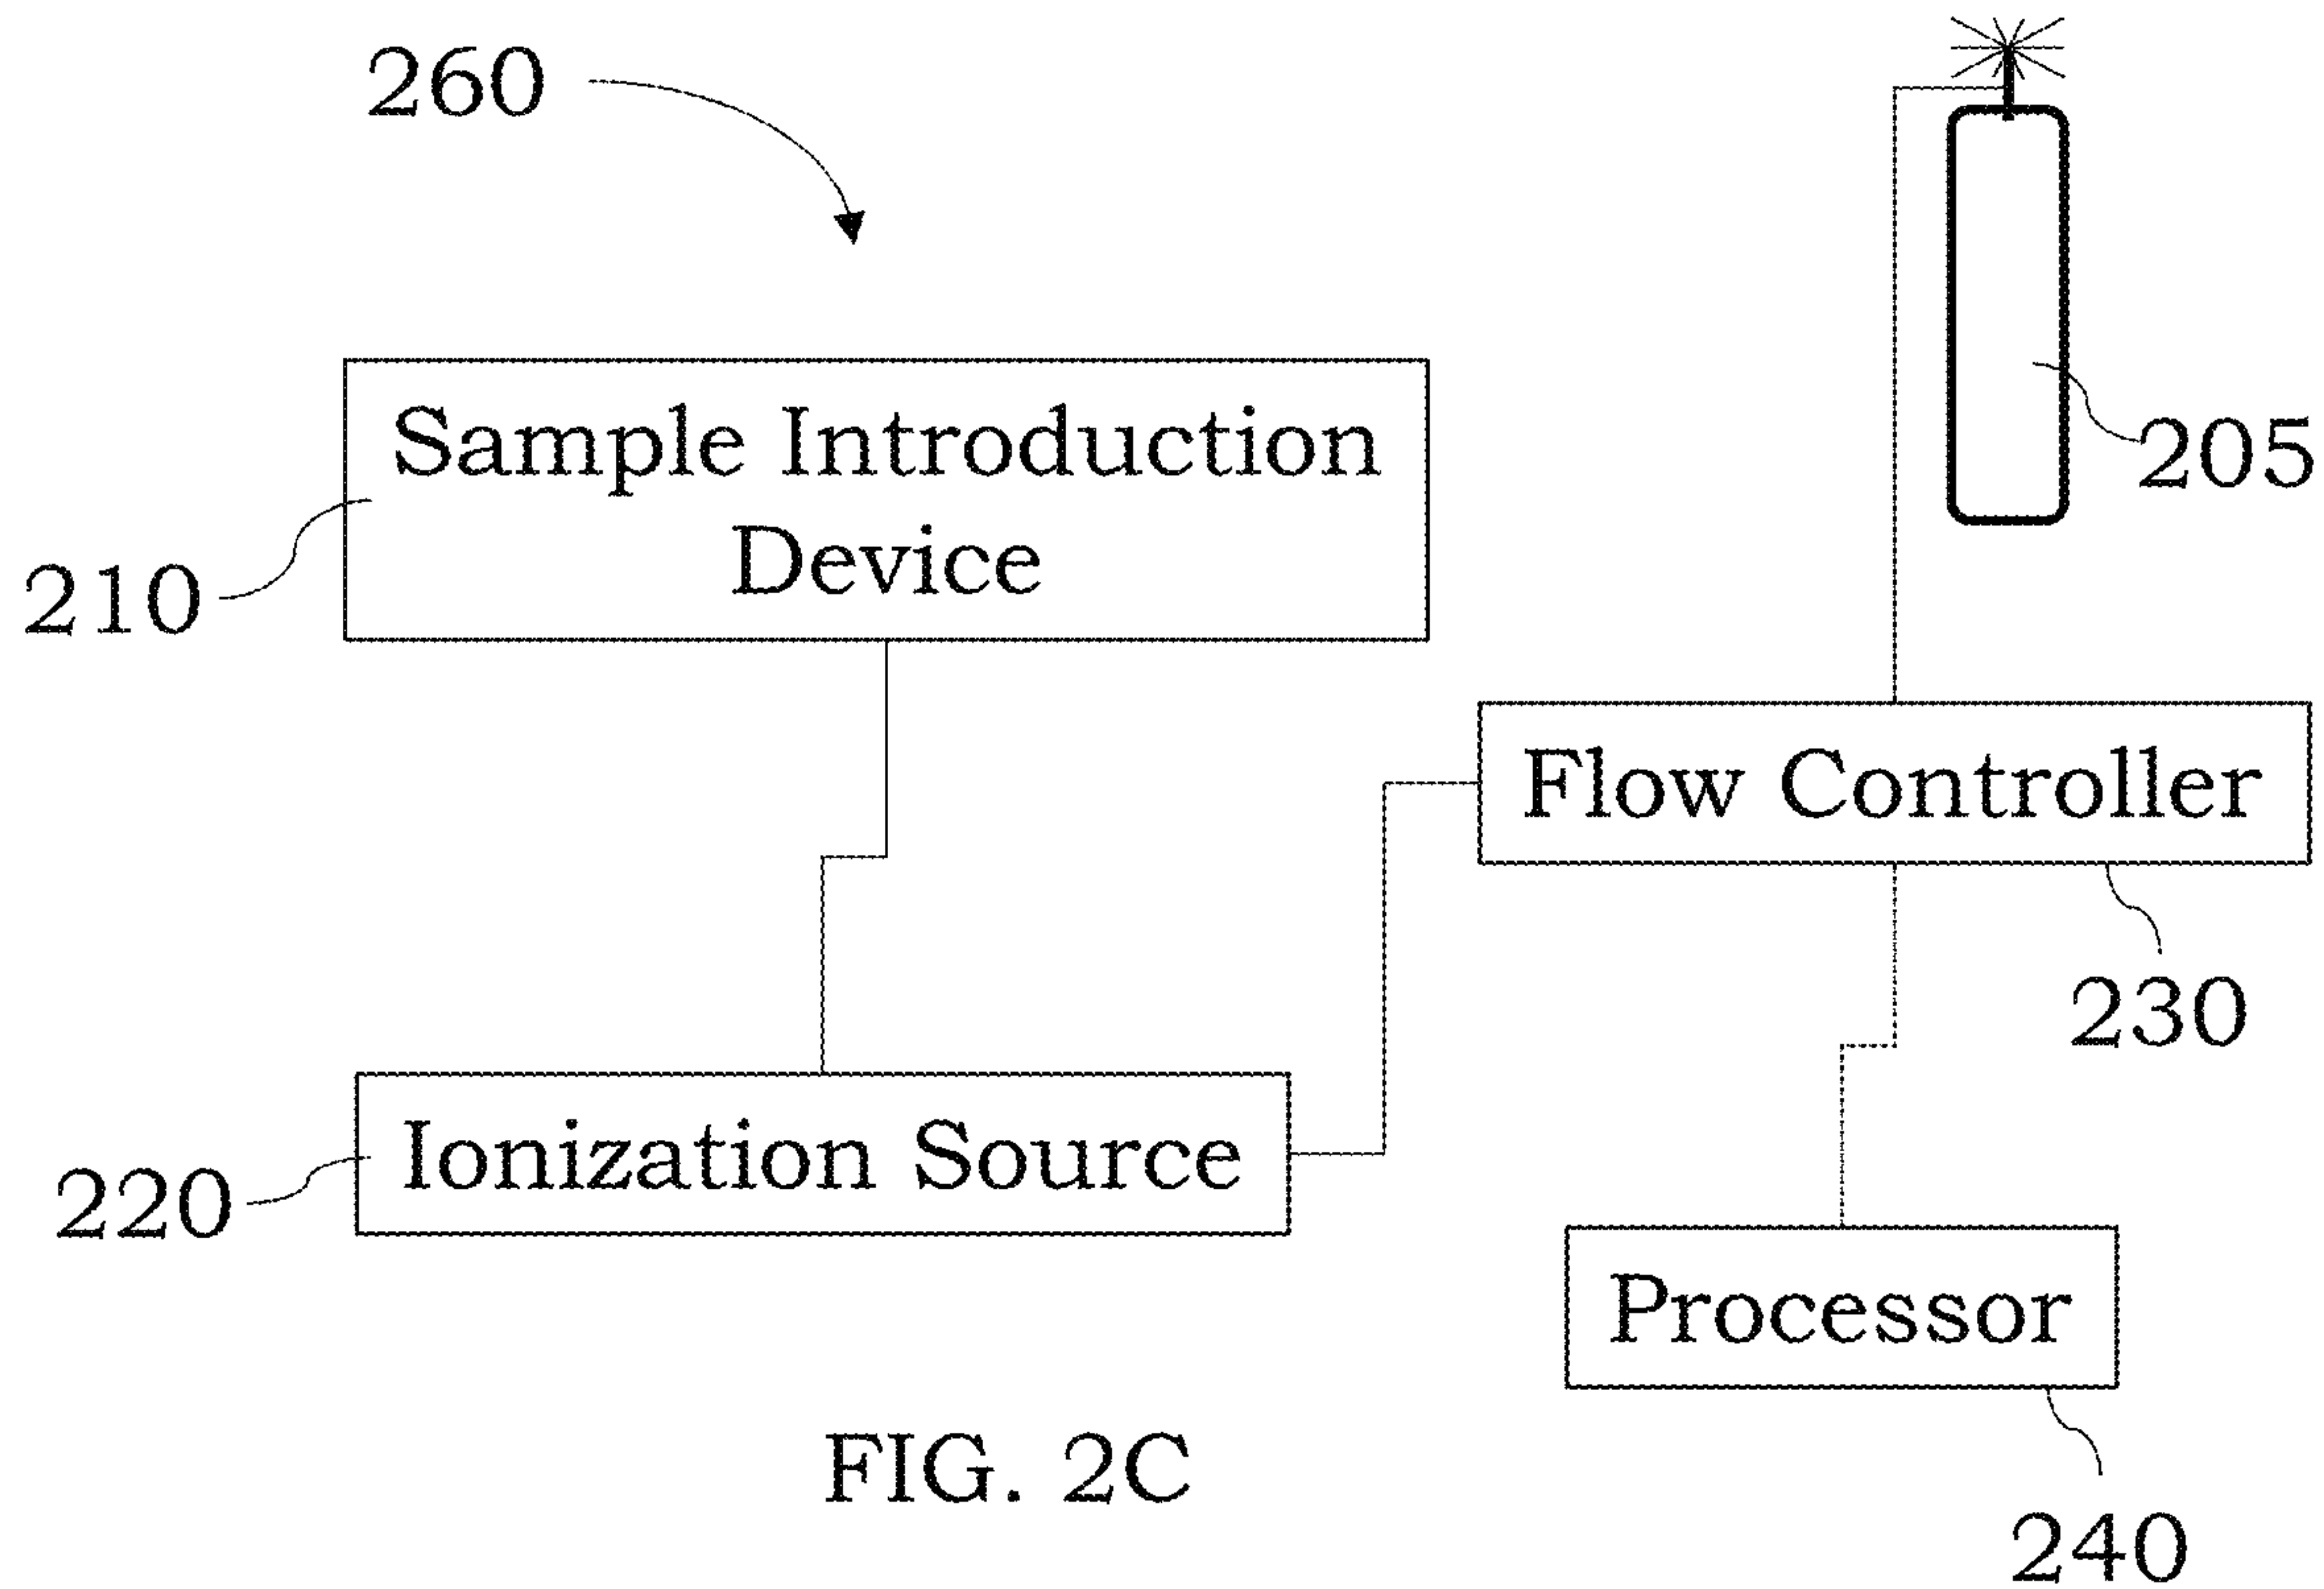 260
Sample Introduction
Device
205
210
Flow Controller
230
Ionization Source
220
Processor
FIG. 2C
240